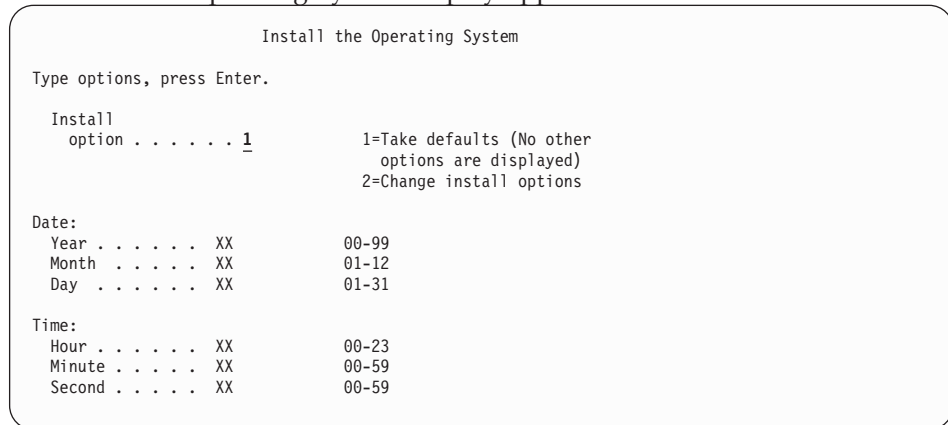 Install the Operating System
Type options, press Enter.
Install
option . . . . . . 1 1=Take defaults (No other
options are displayed)
2=Change install options
Date:
Year . . . . . . XX 00-99
Month . . . . . XX 01-12
Day . . . . . . XX 01-31
Time:
Hour . . . . . . XX 00-23
Minute . . . . . XX 00-59
Second . . . . . XX 00-59